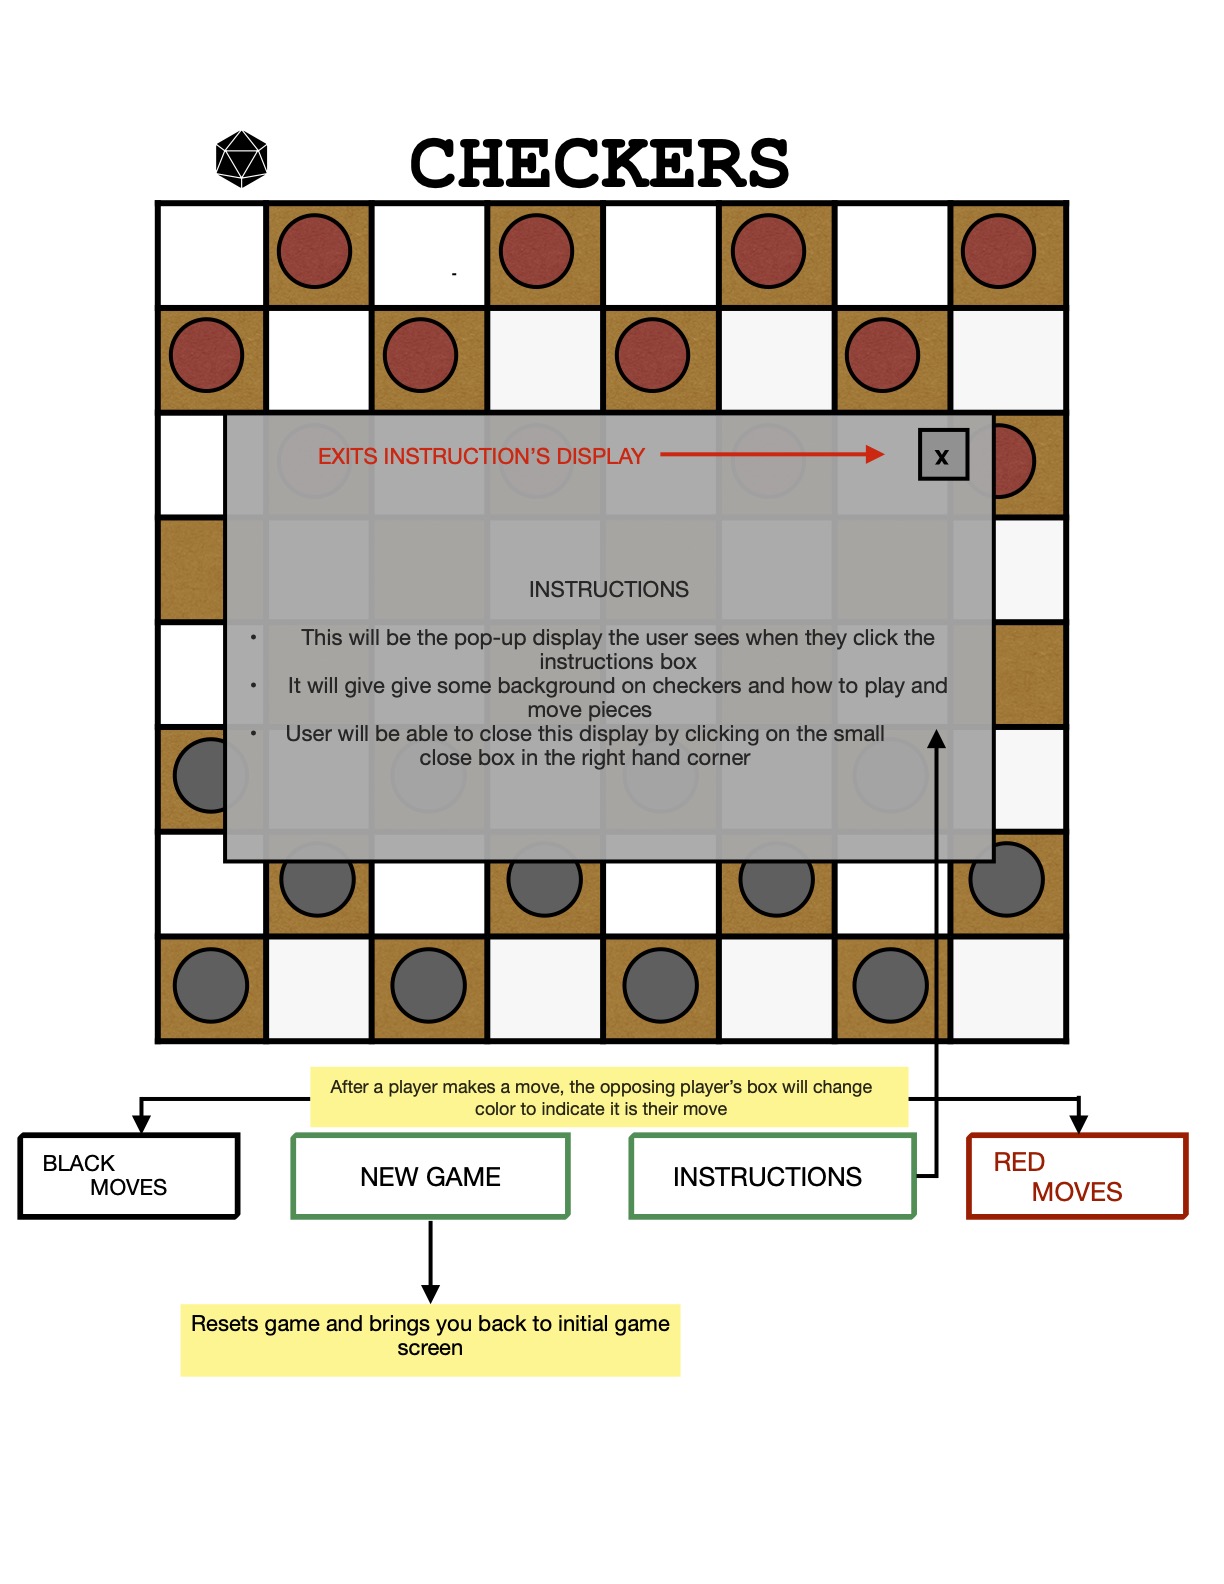 CHECKERS
-
EXITS INSTRUCTION'S DISPLAY
x
INSTRUCTIONS
• This will be the pop-up display the user sees when they click the
instructions box
• It will give give some background on checkers and how to play and
move pieces
• User will be able to close this display by clicking on the small
close box in the right hand corner
After a player makes a move, the opposing player's box will change
color to indicate it is their move
BLACK
MOVES
NEW GAME
INSTRUCTIONS
RED
MOVES
Resets game and brings you back to initial game
screen